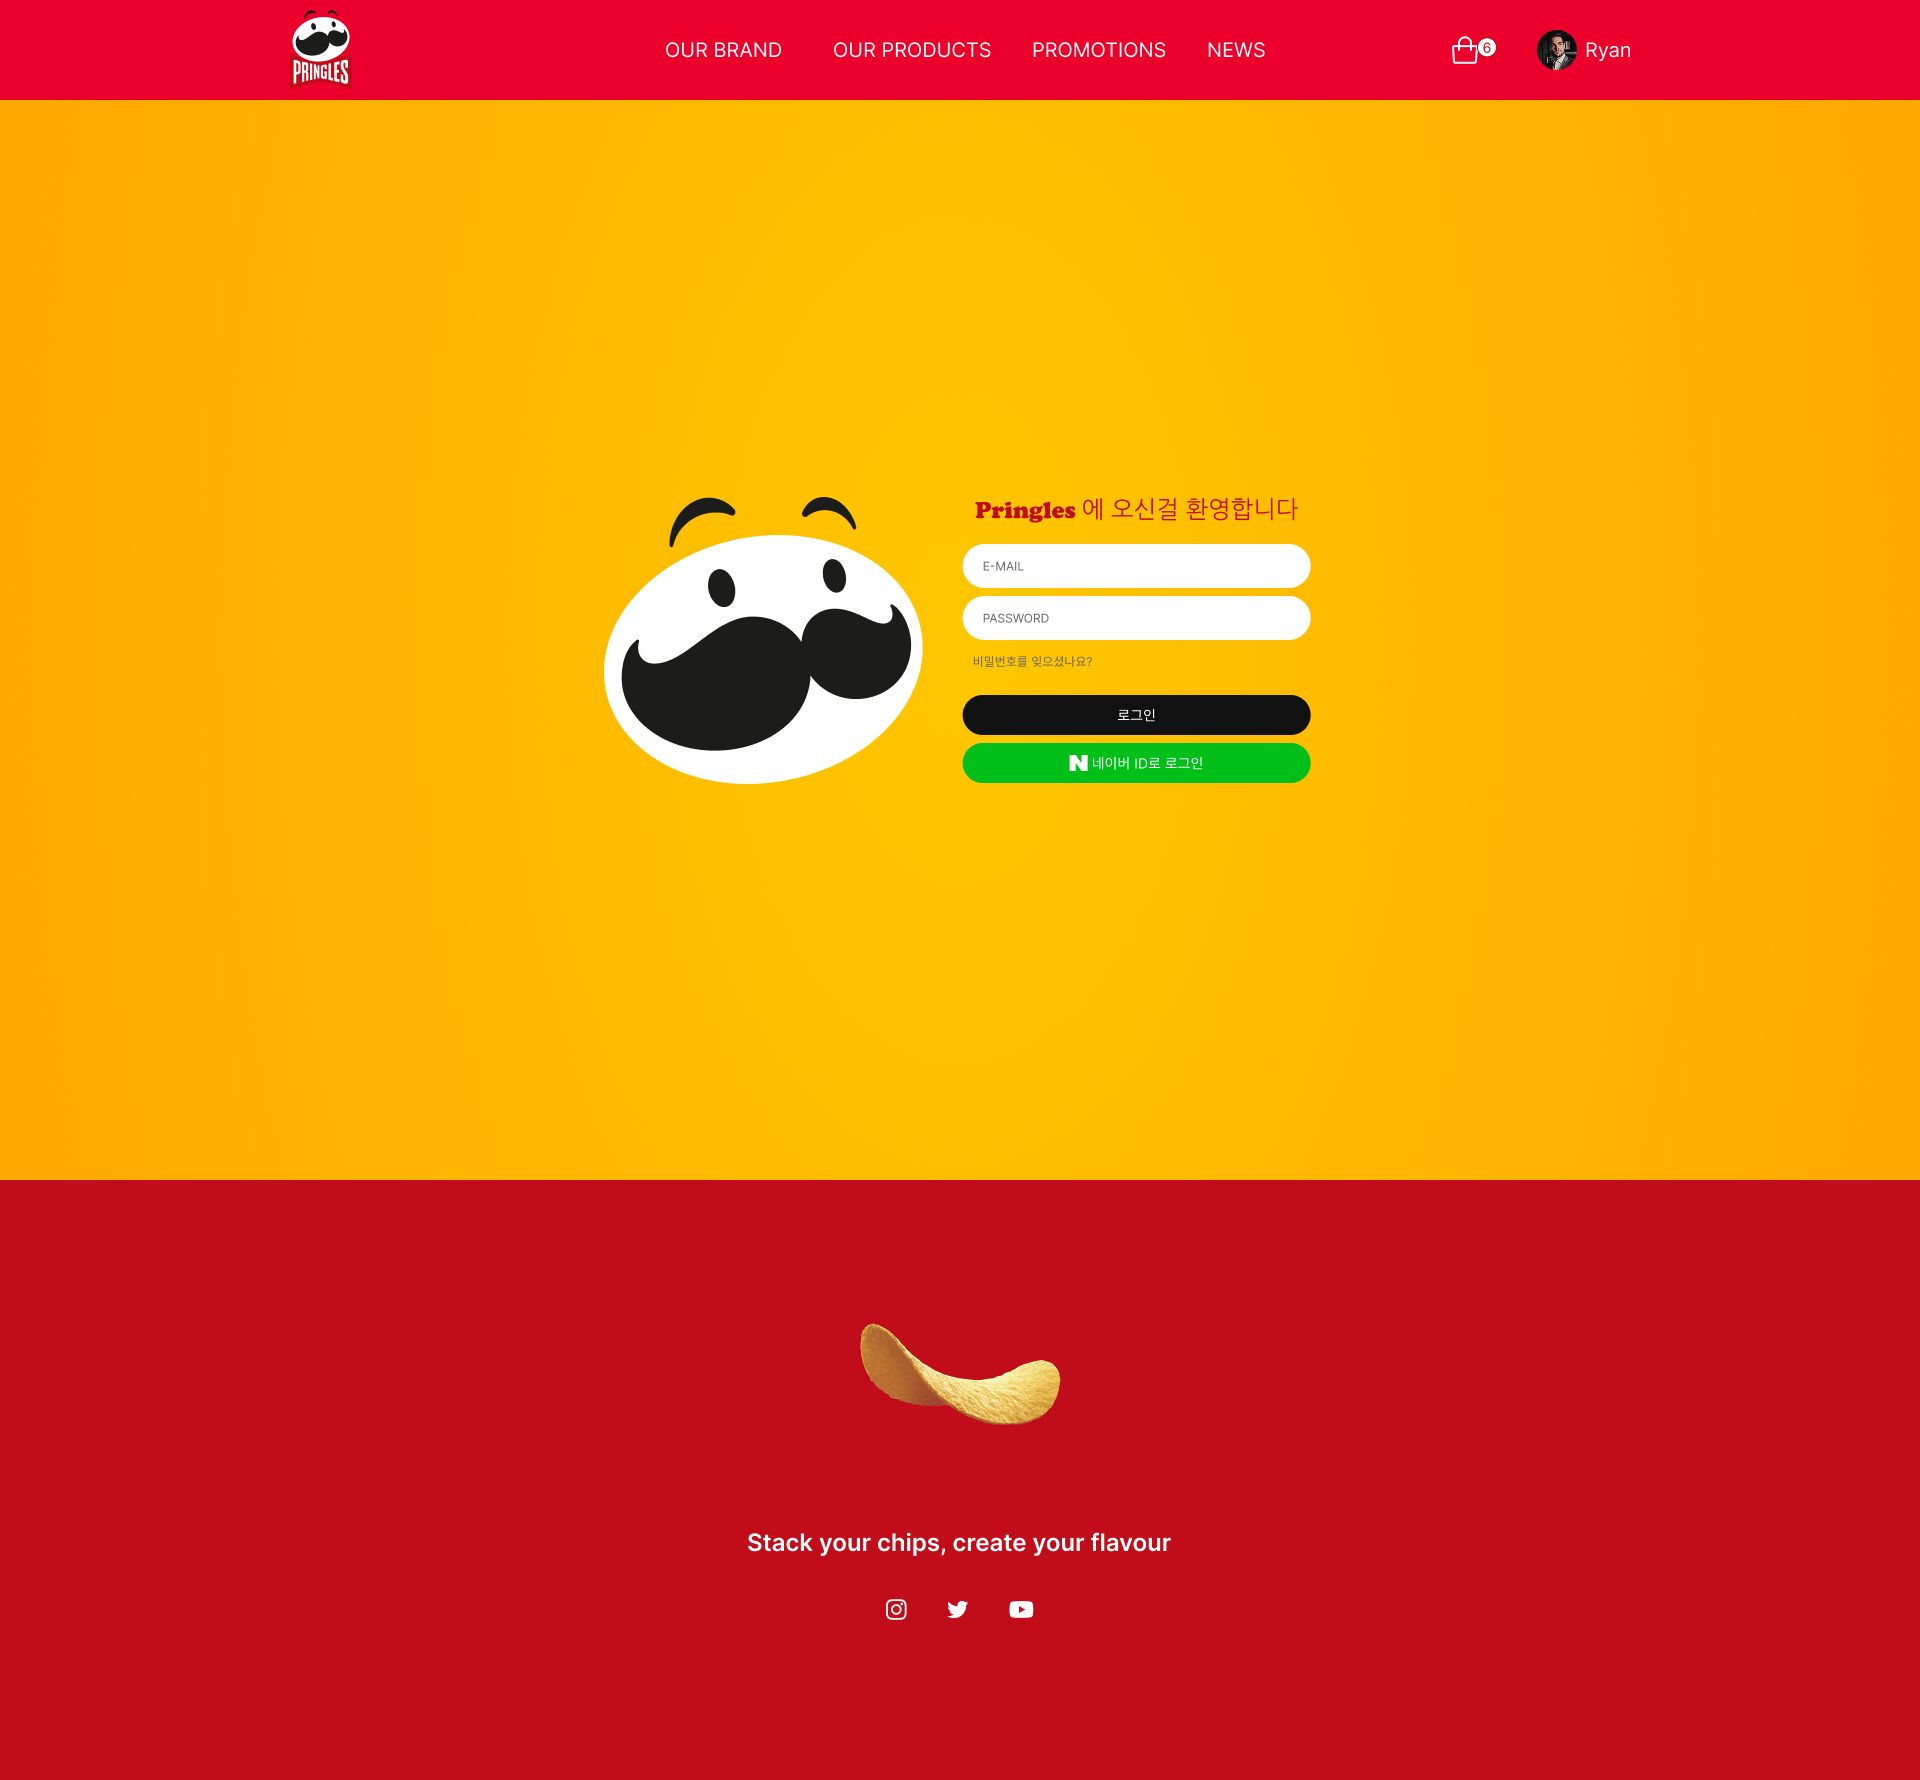 PRINGLES
OUR BRAND
OUR PRODUCTS
PROMOTIONS
NEWS
6
Ryan
Pringles 에 오신걸 환영합니다
E-MAIL
PASSWORD
비밀번호를 잊으셨나요?
로그인
N 네이버 ID로 로그인
Stack your chips, create your flavour